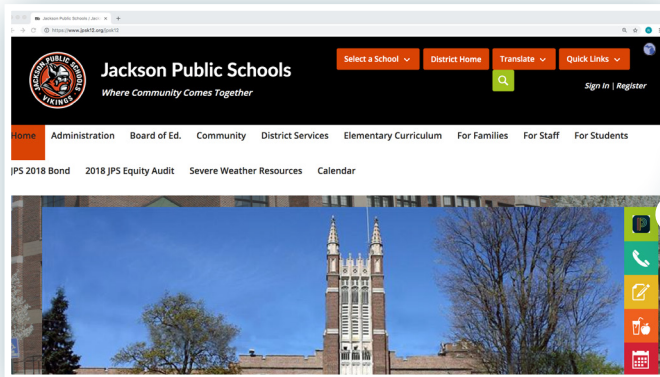 Jackson Public Schools / Jack
https://www.jpsk12.org/jpsk12
JACKSON PUBLIC SCHOOLS
VIKINGS
Jackson Public Schools
Where Community Comes Together
Select a School
District Home
Translate
Quick Links
Sign In | Register
Home Administration Board of Ed. Community District Services Elementary Curriculum For Families For Staff For Students
JPS 2018 Bond 2018 JPS Equity Audit Severe Weather Resources Calendar
P